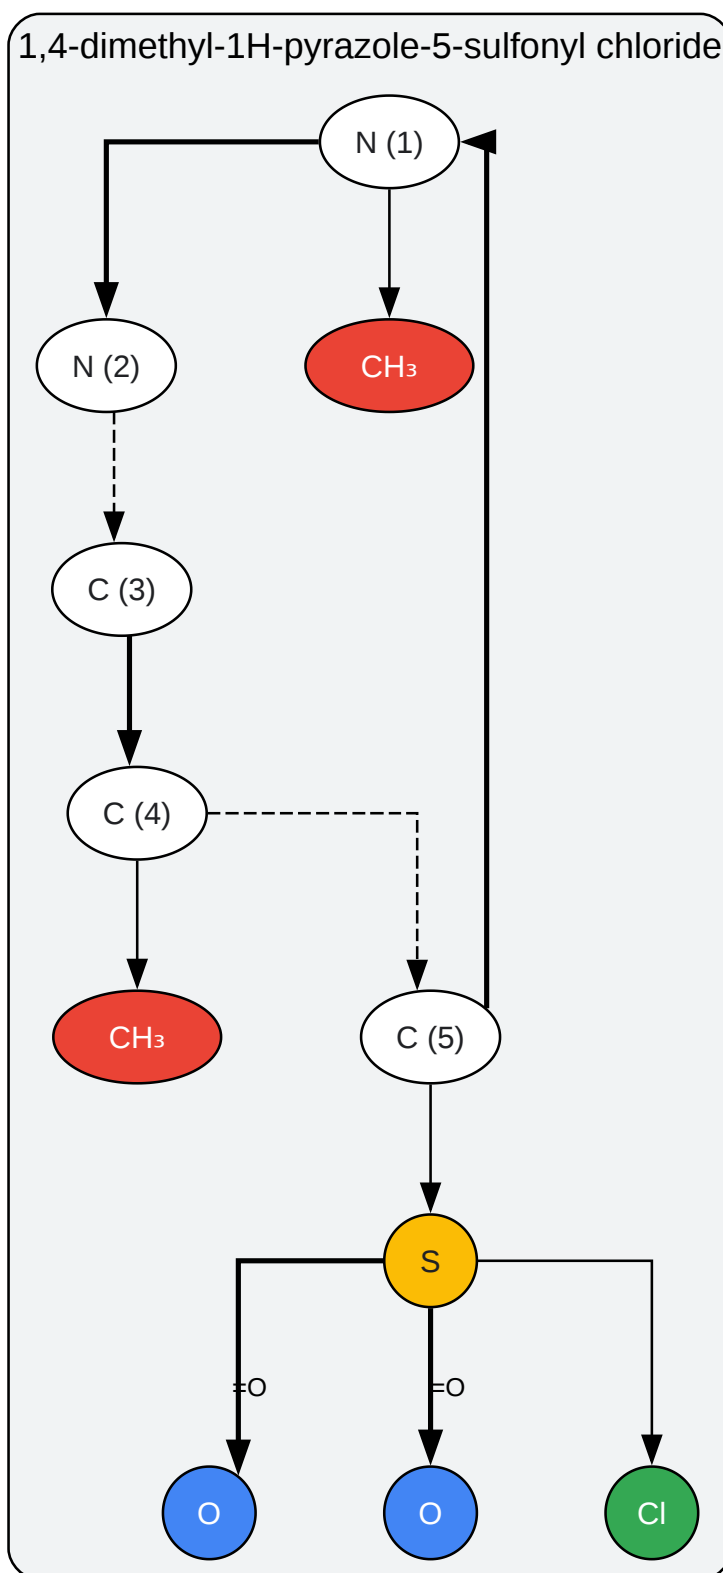 1,4-dimethyl-1H-pyrazole-5-sulfonyl chloride
N (1)
N (2)
CH₃
C (3)
C (4)
CH₃
C (5)
S
=O
=O
O
O
Cl